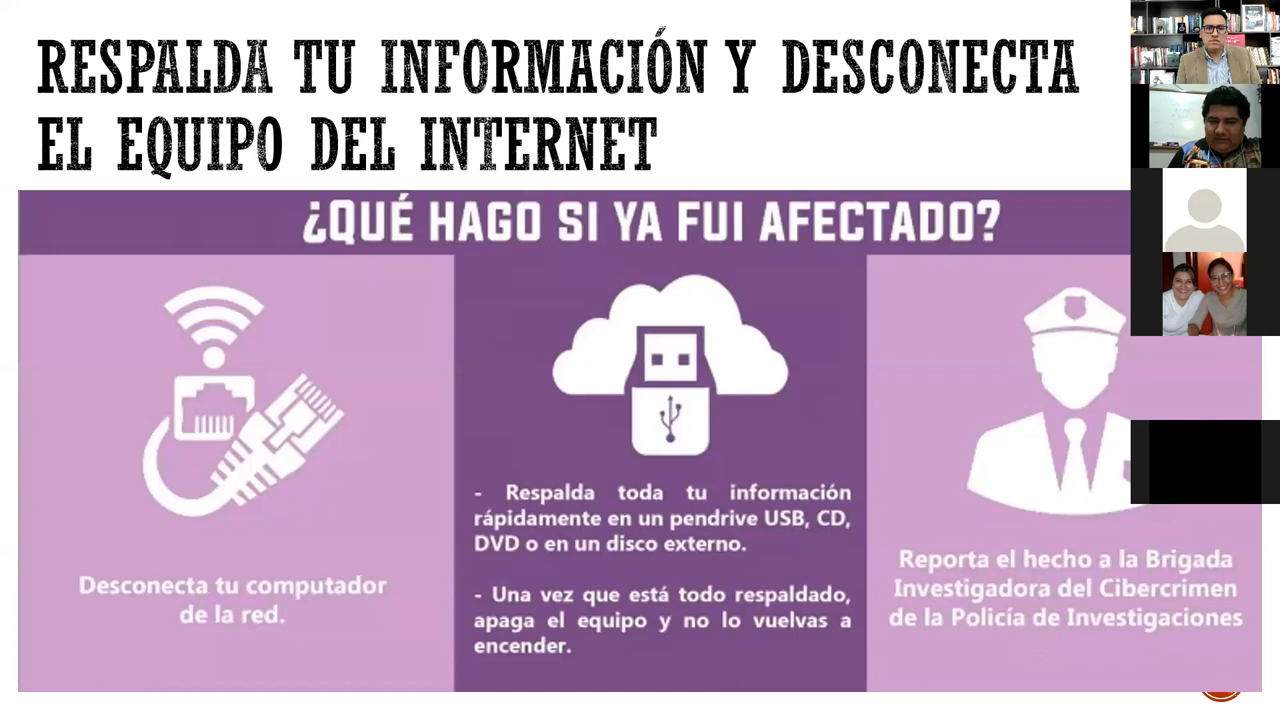 RESPALDA TU INFORMACIÓN Y DESCONECTA
EL EQUIPO DEL INTERNET
¿QUÉ HAGO SI YA FUI AFECTADO?
Desconecta tu computador
de la red.
- Respalda toda tu información
rápidamente en un pendrive USB, CD,
DVD o en un disco externo.
- Una vez que está todo respaldado,
apaga el equipo y no lo vuelvas a
encender.
Reporta el hecho a la Brigada
Investigadora del Cibercrimen
de la Policía de Investigaciones